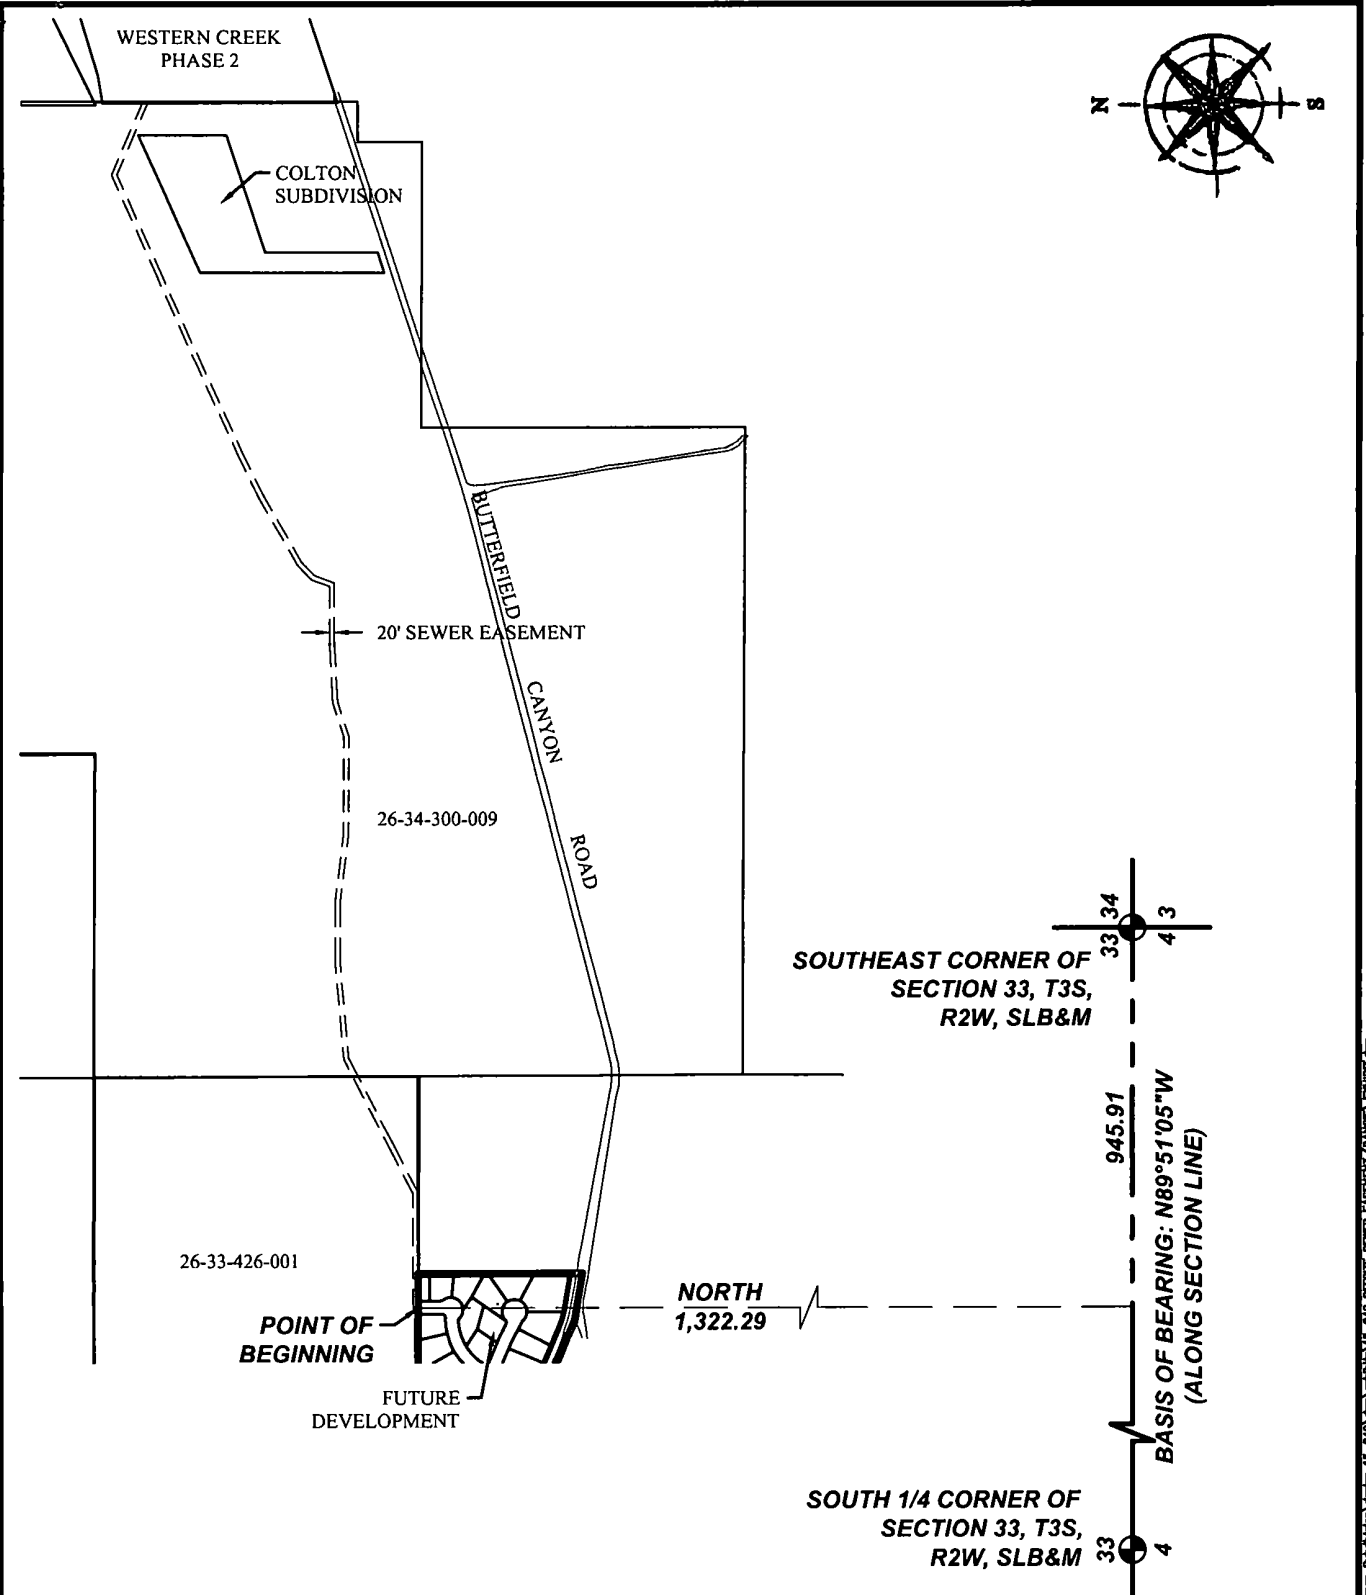 WESTERN CREEK
PHASE 2
N
S
COLTON
SUBDIVISION
BUTTERFIELD
CANYON
ROAD
20' SEWER EASEMENT
26-34-300-009
33 34
4 3
SOUTHEAST CORNER OF
SECTION 33, T3S,
R2W, SLB&M
945.91
BASIS OF BEARING: N89°51'05"W
(ALONG SECTION LINE)
26-33-426-001
NORTH
1,322.29
POINT OF
BEGINNING
FUTURE
DEVELOPMENT
SOUTH 1/4 CORNER OF
SECTION 33, T3S,
R2W, SLB&M
33
4